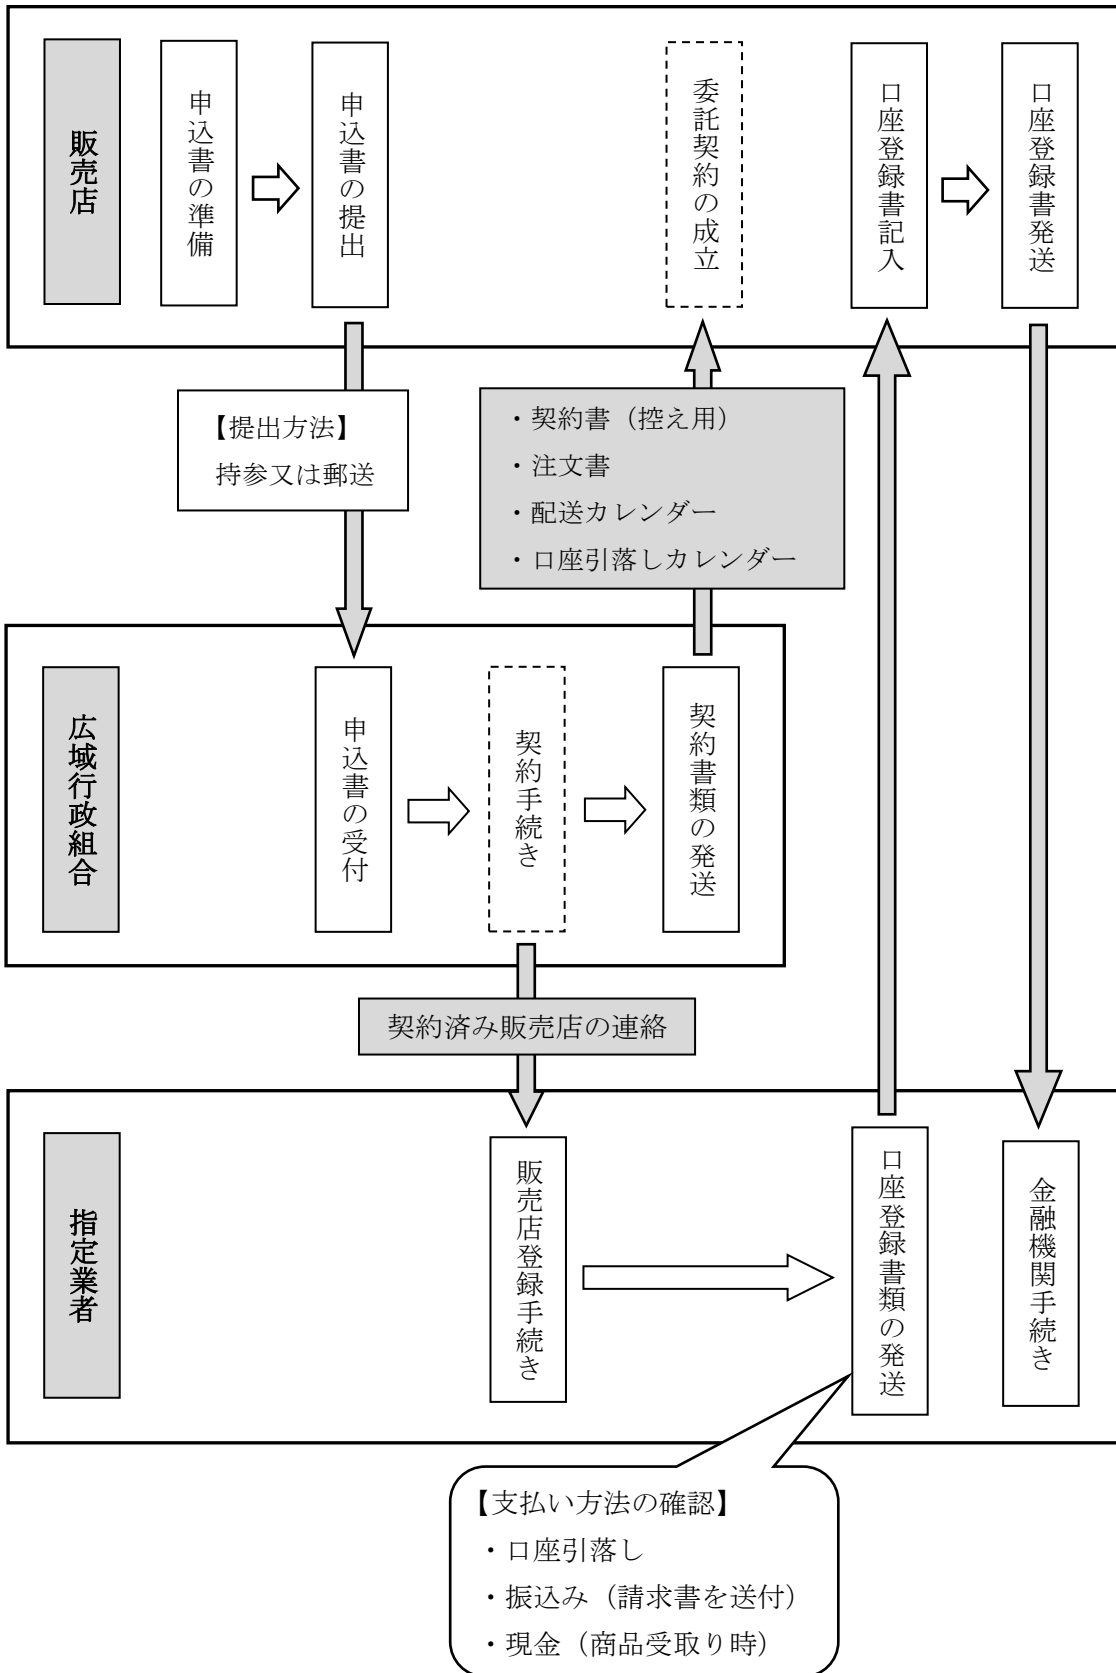 販売店
申込書の準備
申込書の提出
委託契約の成立
口座登録書記入
口座登録書発送
【提出方法】
持参又は郵送
・契約書（控え用）
・注文書
・配送カレンダー
・口座引落しカレンダー
広域行政組合
申込書の受付
契約手続き
契約書類の発送
契約済み販売店の連絡
指定業者
販売店登録手続き
口座登録書類の発送
金融機関手続き
【支払い方法の確認】
・口座引落し
・振込み（請求書を送付）
・現金（商品受取り時）